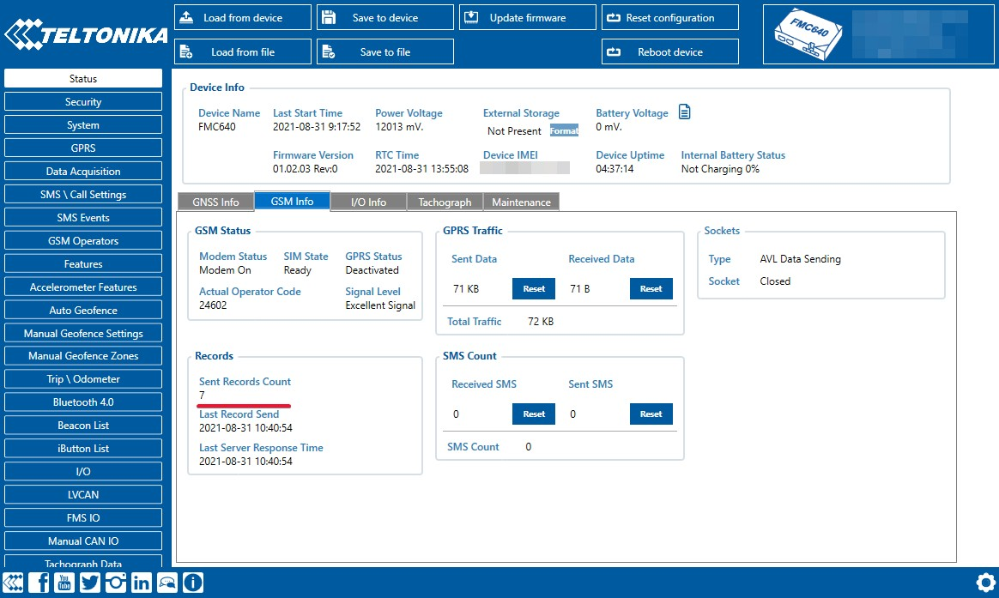 TELTONIKA
Load from device
Save to device
Update firmware
Reset configuration
Load from file
Save to file
Reboot device
FMC640
Status
Security
System
GPRS
Data Acquisition
SMS \ Call Settings
SMS Events
GSM Operators
Features
Accelerometer Features
Auto Geofence
Manual Geofence Settings
Manual Geofence Zones
Trip \ Odometer
Bluetooth 4.0
Beacon List
iButton List
I/O
LVCAN
FMS IO
Manual CAN IO
Tachograph Data
Device Info
Device Name Last Start Time Power Voltage External Storage Battery Voltage
FMC640 2021-08-31 9:17:52 12013 mV. Not Present Format 0 mV.
Firmware Version RTC Time Device IMEI Device Uptime Internal Battery Status
01.02.03 Rev:0 2021-08-31 13:55:08 04:37:14 Not Charging 0%
GNSS Info GSM Info I/O Info Tachograph Maintenance
GSM Status
Modem Status SIM State GPRS Status
Modem On Ready Deactivated
Actual Operator Code Signal Level
24602 Excellent Signal
GPRS Traffic
Sent Data Received Data
71 KB Reset 71 B Reset
Total Traffic 72 KB
Sockets
Type AVL Data Sending
Socket Closed
Records
Sent Records Count
7
Last Record Send
2021-08-31 10:40:54
Last Server Response Time
2021-08-31 10:40:54
SMS Count
Received SMS Sent SMS
0 Reset 0 Reset
SMS Count 0
f
You Tube
in
i